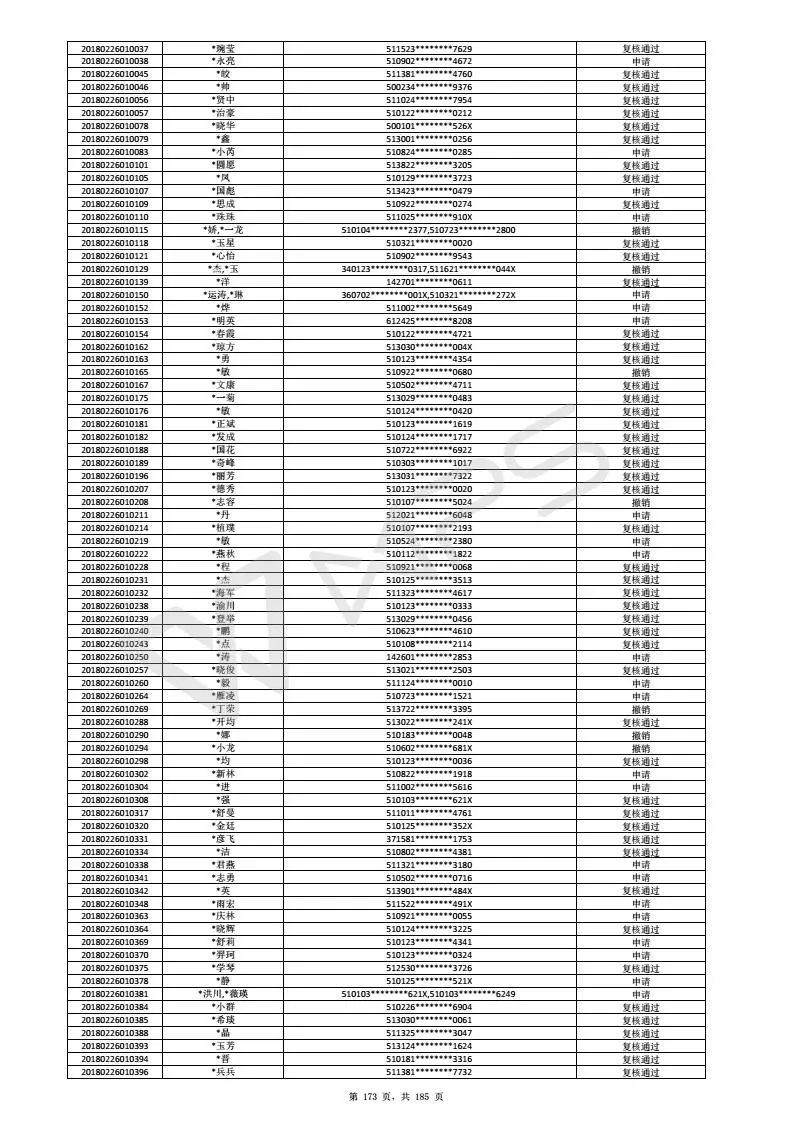 20180226010037 *琬莹 511523********7629 复核通过
20180226010038 *永亮 510902********4672 申请
20180226010045 *皎 511381********4760 复核通过
20180226010046 *帅 500234********9376 复核通过
20180226010056 *贤中 511024********7954 复核通过
20180226010057 *治豪 510122********0212 复核通过
20180226010078 *晓华 500101********526X 复核通过
20180226010079 *鑫 513001********0256 复核通过
20180226010083 *小芮 510824********0285 申请
20180226010101 *圆愿 513822********3205 复核通过
20180226010105 *凤 510129********3723 复核通过
20180226010107 *国彪 513423********0479 申请
20180226010109 *思成 510922********0274 复核通过
20180226010110 *珠珠 511025********910X 申请
20180226010115 *娇,*一龙 510104********2377,510723********2800 撤销
20180226010118 *玉星 510321********0020 复核通过
20180226010121 *心怡 510902********9543 复核通过
20180226010129 *杰,*玉 340123********0317,511621********044X 撤销
20180226010139 *洋 142701********0611 复核通过
20180226010150 *运涛,*琳 360702********001X,510321********272X 申请
20180226010152 *烨 511002********5649 申请
20180226010153 *明英 612425********8208 申请
20180226010154 *春霞 510122********4721 复核通过
20180226010162 *琼方 513030********004X 复核通过
20180226010163 *勇 510123********4354 复核通过
20180226010165 *敏 510922********0680 撤销
20180226010167 *文康 510502********4711 复核通过
20180226010175 *一菊 513029********0483 复核通过
20180226010176 *敏 510124********0420 复核通过
20180226010181 *正斌 510123********1619 复核通过
20180226010182 *发成 510124********1717 复核通过
20180226010188 *国花 510722********6922 复核通过
20180226010189 *奇峰 510303********1017 复核通过
20180226010196 *丽芳 513031********7322 复核通过
20180226010207 *德秀 510123********0020 复核通过
20180226010208 *志容 510107********5024 撤销
20180226010211 *丹 512021********6048 申请
20180226010214 *植璞 510107********2193 复核通过
20180226010219 *敏 510524********2380 申请
20180226010222 *燕秋 510112********1822 申请
20180226010228 *程 510921********0068 复核通过
20180226010231 *杰 510125********3513 复核通过
20180226010232 *海军 511323********4617 复核通过
20180226010238 *渝川 510123********0333 复核通过
20180226010239 *登举 513029********0456 复核通过
20180226010240 *鹏 510623********4610 复核通过
20180226010243 *点 510108********2114 复核通过
20180226010250 *涛 142601********2853 申请
20180226010257 *晓俊 513021********2503 复核通过
20180226010260 *毅 511124********0010 申请
20180226010264 *雁凌 510723********1521 申请
20180226010269 *丁荣 513722********3395 撤销
20180226010288 *开均 513022********241X 复核通过
20180226010290 *娜 510183********0048 撤销
20180226010294 *小龙 510602********681X 撤销
20180226010298 *均 510123********0036 复核通过
20180226010302 *新林 510822********1918 申请
20180226010304 *进 511002********5616 申请
20180226010308 *强 510103********621X 复核通过
20180226010317 *舒曼 511011********4761 复核通过
20180226010320 *金廷 510125********352X 复核通过
20180226010331 *彦飞 371581********1753 复核通过
20180226010334 *洁 510802********4381 复核通过
20180226010338 *君燕 511321********3180 申请
20180226010341 *志勇 510502********0716 申请
20180226010342 *英 513901********484X 复核通过
20180226010348 *雨宏 511522********491X 申请
20180226010363 *庆林 510921********0055 申请
20180226010364 *晓辉 510124********3225 复核通过
20180226010369 *舒莉 510123********4341 申请
20180226010370 *羿珂 510123********0324 申请
20180226010375 *学琴 512530********3726 复核通过
20180226010378 *静 510125********521X 申请
20180226010381 *洪川,*薇瑛 510103********621X,510103********6249 申请
20180226010384 *小群 510226********6904 复核通过
20180226010385 *希琰 513030********0061 复核通过
20180226010388 *晶 511325********3047 复核通过
20180226010393 *玉芳 513124********1624 复核通过
20180226010394 *晋 510181********3316 复核通过
20180226010396 *兵兵 511381********7732 复核通过
第 173 页, 共 185 页